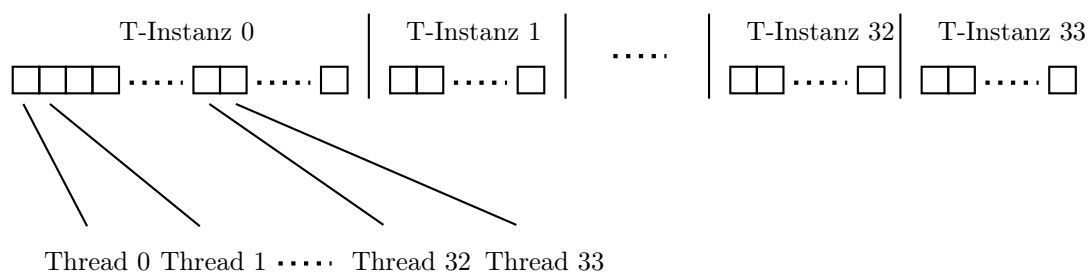 T-Instanz 0 T-Instanz 1 T-Instanz 32 T-Instanz 33
Thread 0 Thread 1 Thread 32 Thread 33